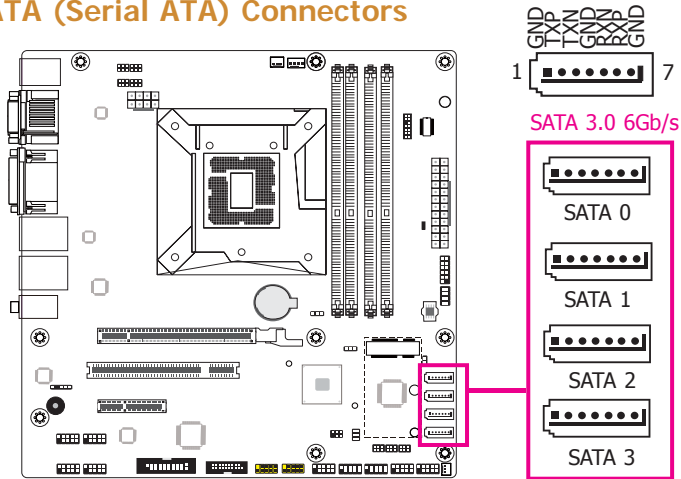 ATA (Serial ATA) Connectors
GND
TXP
TXN
GND
RXN
RXP
GND
1
7
SATA 3.0 6Gb/s
SATA 0
SATA 1
SATA 2
SATA 3